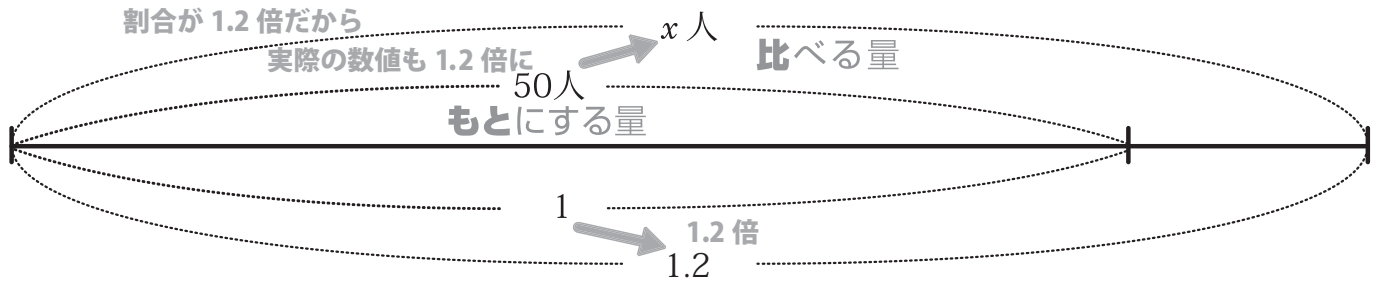 割合が 1.2 倍だから
実際の数値も 1.2 倍に
x 人
比べる量
50人
もとにする量
1
1.2 倍
1.2